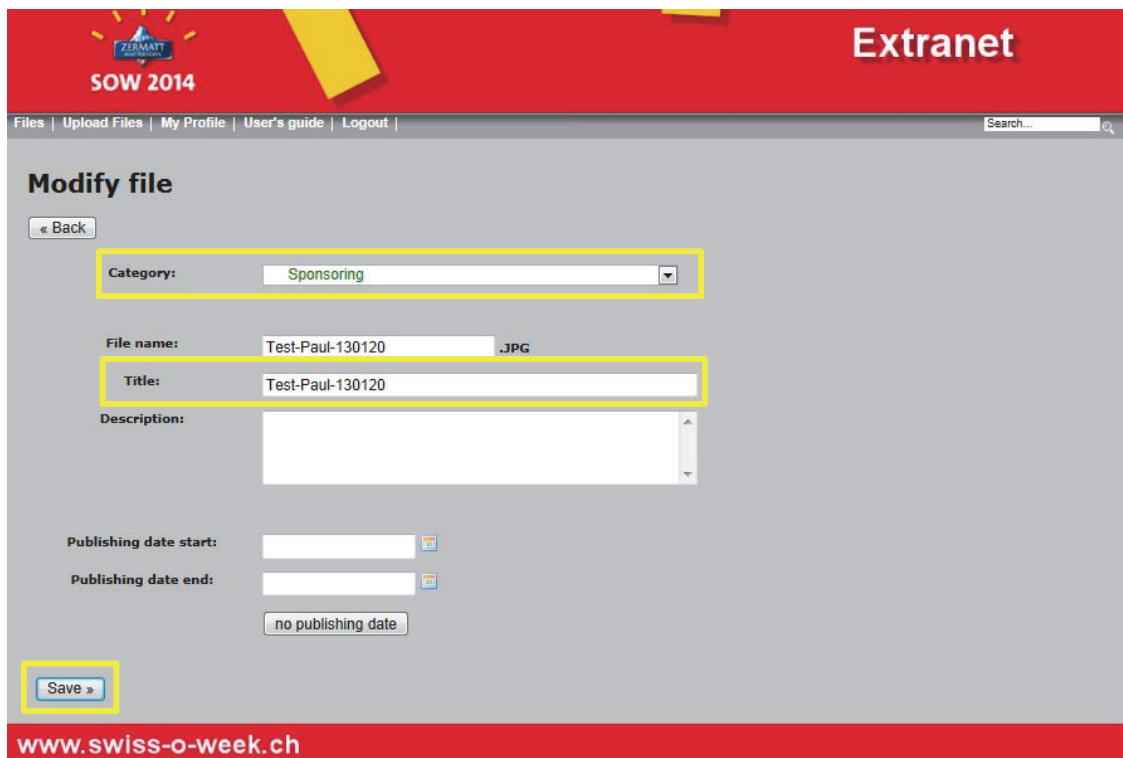 ZERMATT
SOW 2014
Extranet
Files | Upload Files | My Profile | User's guide | Logout |
Search...
Modify file
« Back
Category:
Sponsoring
File name:
Test-Paul-130120
.JPG
Title:
Test-Paul-130120
Description:
Publishing date start:
Publishing date end:
no publishing date
Save »
www.swiss-o-week.ch